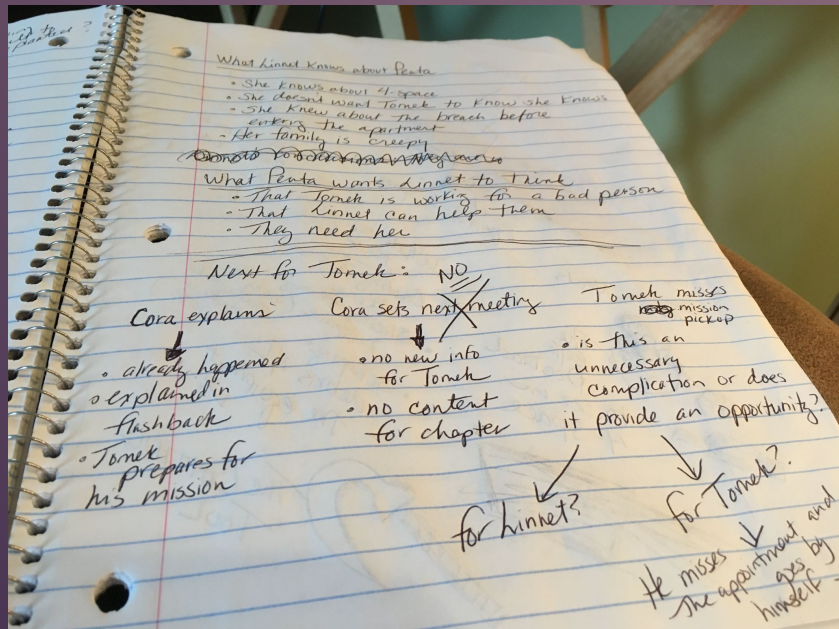 What Linnet Knows about Penta
• She knows about 4 space
• She doesn't want Tomek to know she knows
• She knew about the breach before
entering the apartment
• Her family is creepy
What Penta wants Linnet to Think
• That Tomek is working for a bad person
• That Linnet can help them
• They need her
Next for Tomek:
NO
Cora explains
• already happened
• explained in
flashback
• Tomek
prepares for
his mission
Cora sets next meeting
• no new info
for Tomek
• no content
for chapter
Tomek misses
mission
pickup
• is this an
unnecessary
complication or does
it provide an opportunity?
for Linnet?
for Tomek?
He misses
the appointment and
goes by
himself